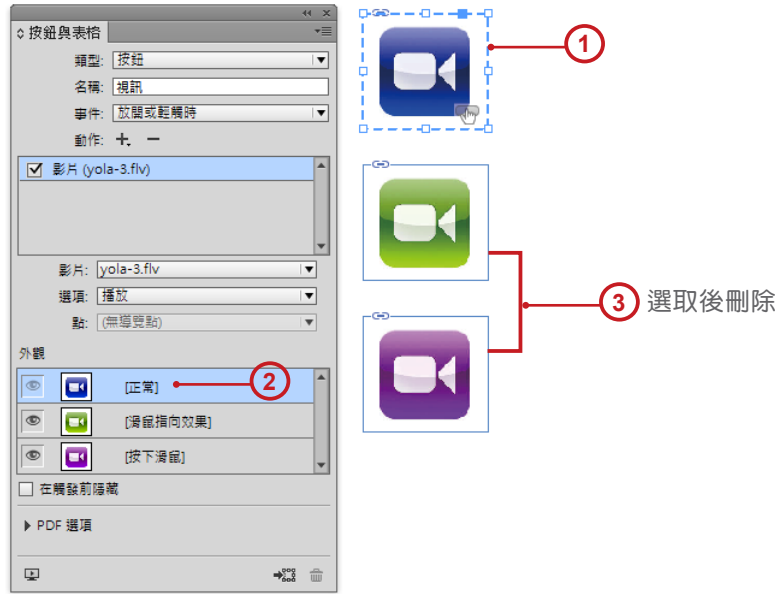 按鈕與表格
類型: 按鈕
名稱: 視訊
事件: 放開或輕觸時
動作:
影片 (yola-3.flv)
影片: yola-3.flv
選項: 播放
點: (無導覽點)
外觀
[正常]
[滑鼠指向效果]
[按下滑鼠]
在觸發前隱藏
PDF 選項
1
2
3 選取後刪除